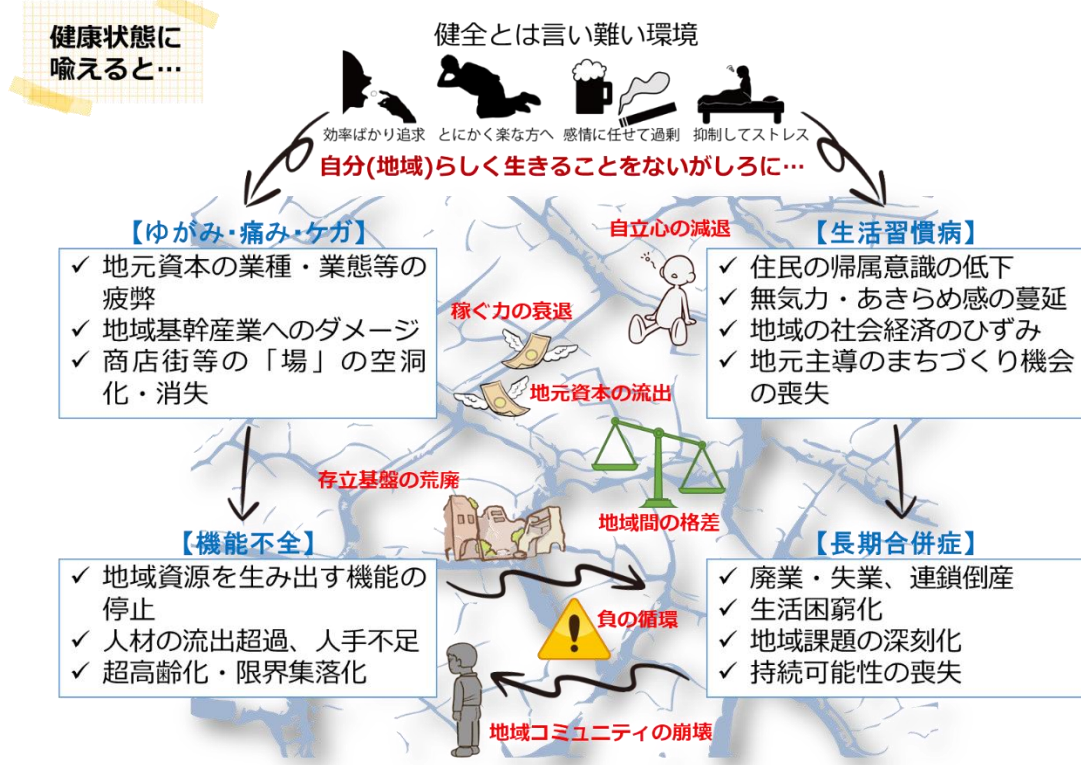 健康状態に
喩えると…
健全とは言い難い環境
効率ばかり追求 とにかく楽な方へ 感情に任せて過剰 抑制してストレス
自分(地域)らしく生きることをないがしろに…
【ゆがみ・痛み・ケガ】
✓ 地元資本の業種・業態等の
疲弊
✓ 地域基幹産業へのダメージ
✓ 商店街等の「場」の空洞
化・消失
自立心の減退
稼ぐ力の衰退
地元資本の流出
【生活習慣病】
✓ 住民の帰属意識の低下
✓ 無気力・あきらめ感の蔓延
✓ 地域の社会経済のひずみ
✓ 地元主導のまちづくり機会
の喪失
存立基盤の荒廃
地域間の格差
【機能不全】
✓ 地域資源を生み出す機能の
停止
✓ 人材の流出超過、人手不足
✓ 超高齢化・限界集落化
負の循環
地域コミュニティの崩壊
【長期合併症】
✓ 廃業・失業、連鎖倒産
✓ 生活困窮化
✓ 地域課題の深刻化
✓ 持続可能性の喪失